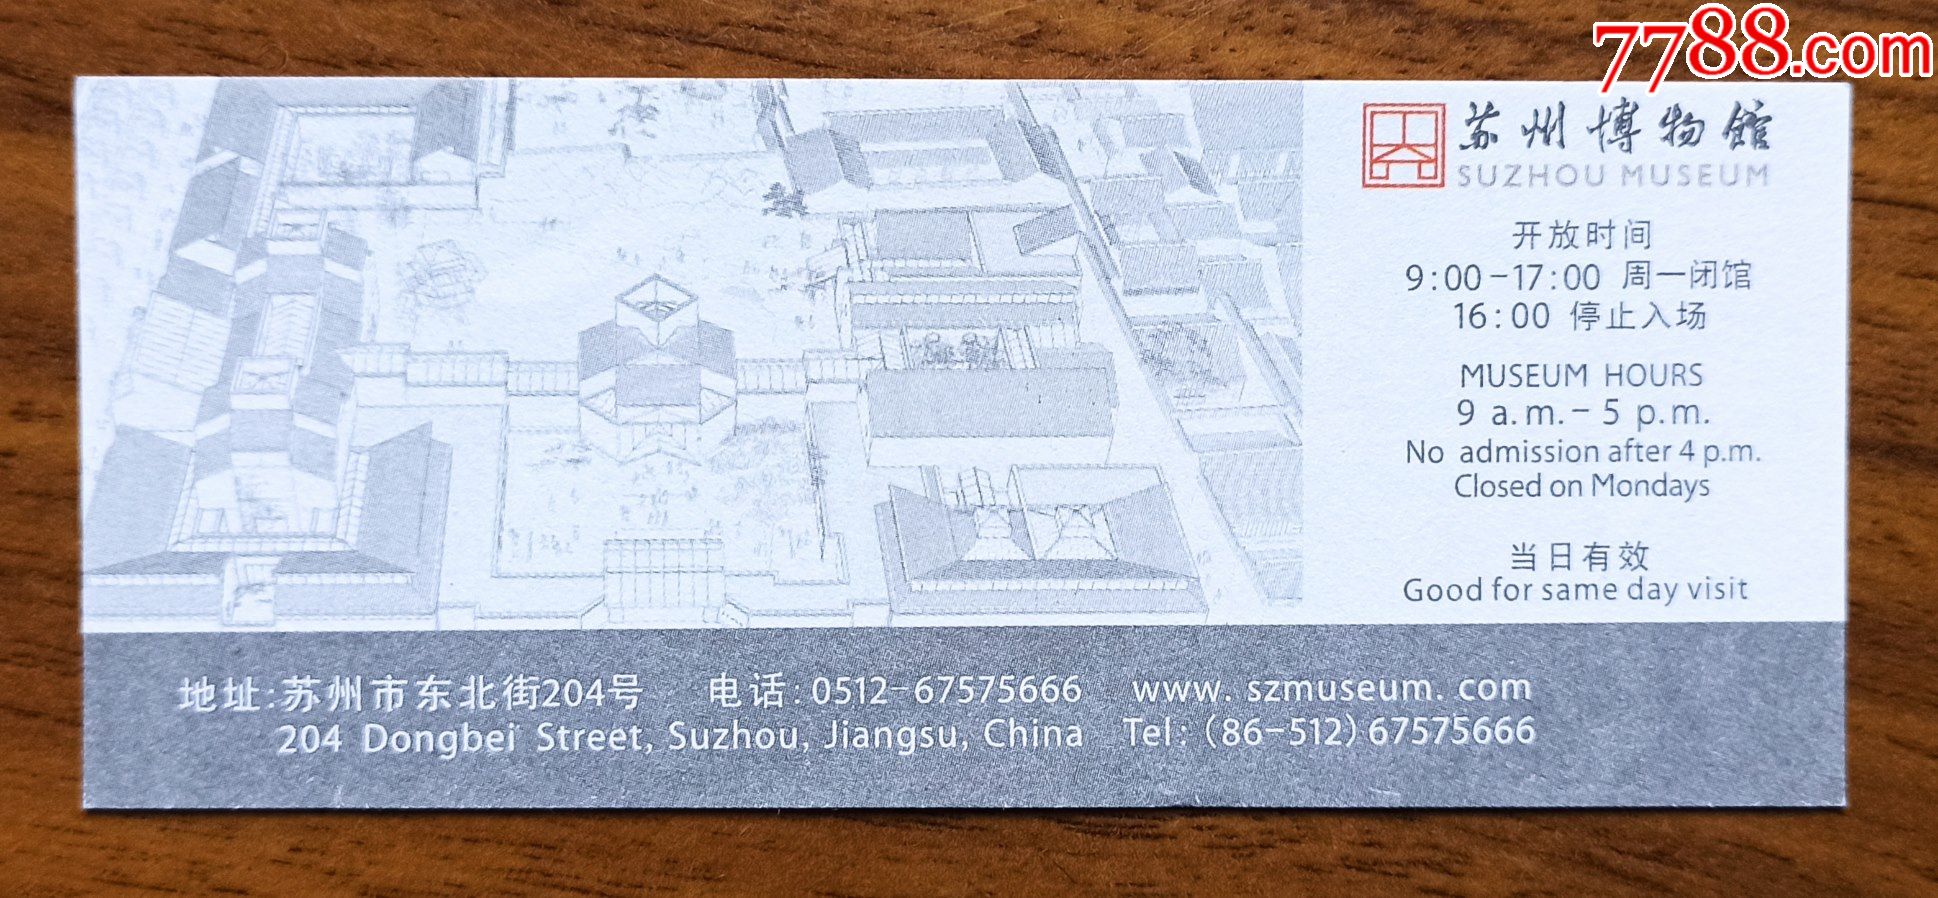 7788.com
苏州博物馆
SUZHOU MUSEUM
开放时间
9:00-17:00 周一闭馆
16:00 停止入场
MUSEUM HOURS
9 a.m.- 5 p.m.
No admission after 4 p.m.
Closed on Mondays
当日有效
Good for same day visit
地址:苏州市东北街204号 电话:0512-67575666 www. szmuseum. com
204 Dongbei Street, Suzhou, Jiangsu, China Tel: (86-512) 67575666